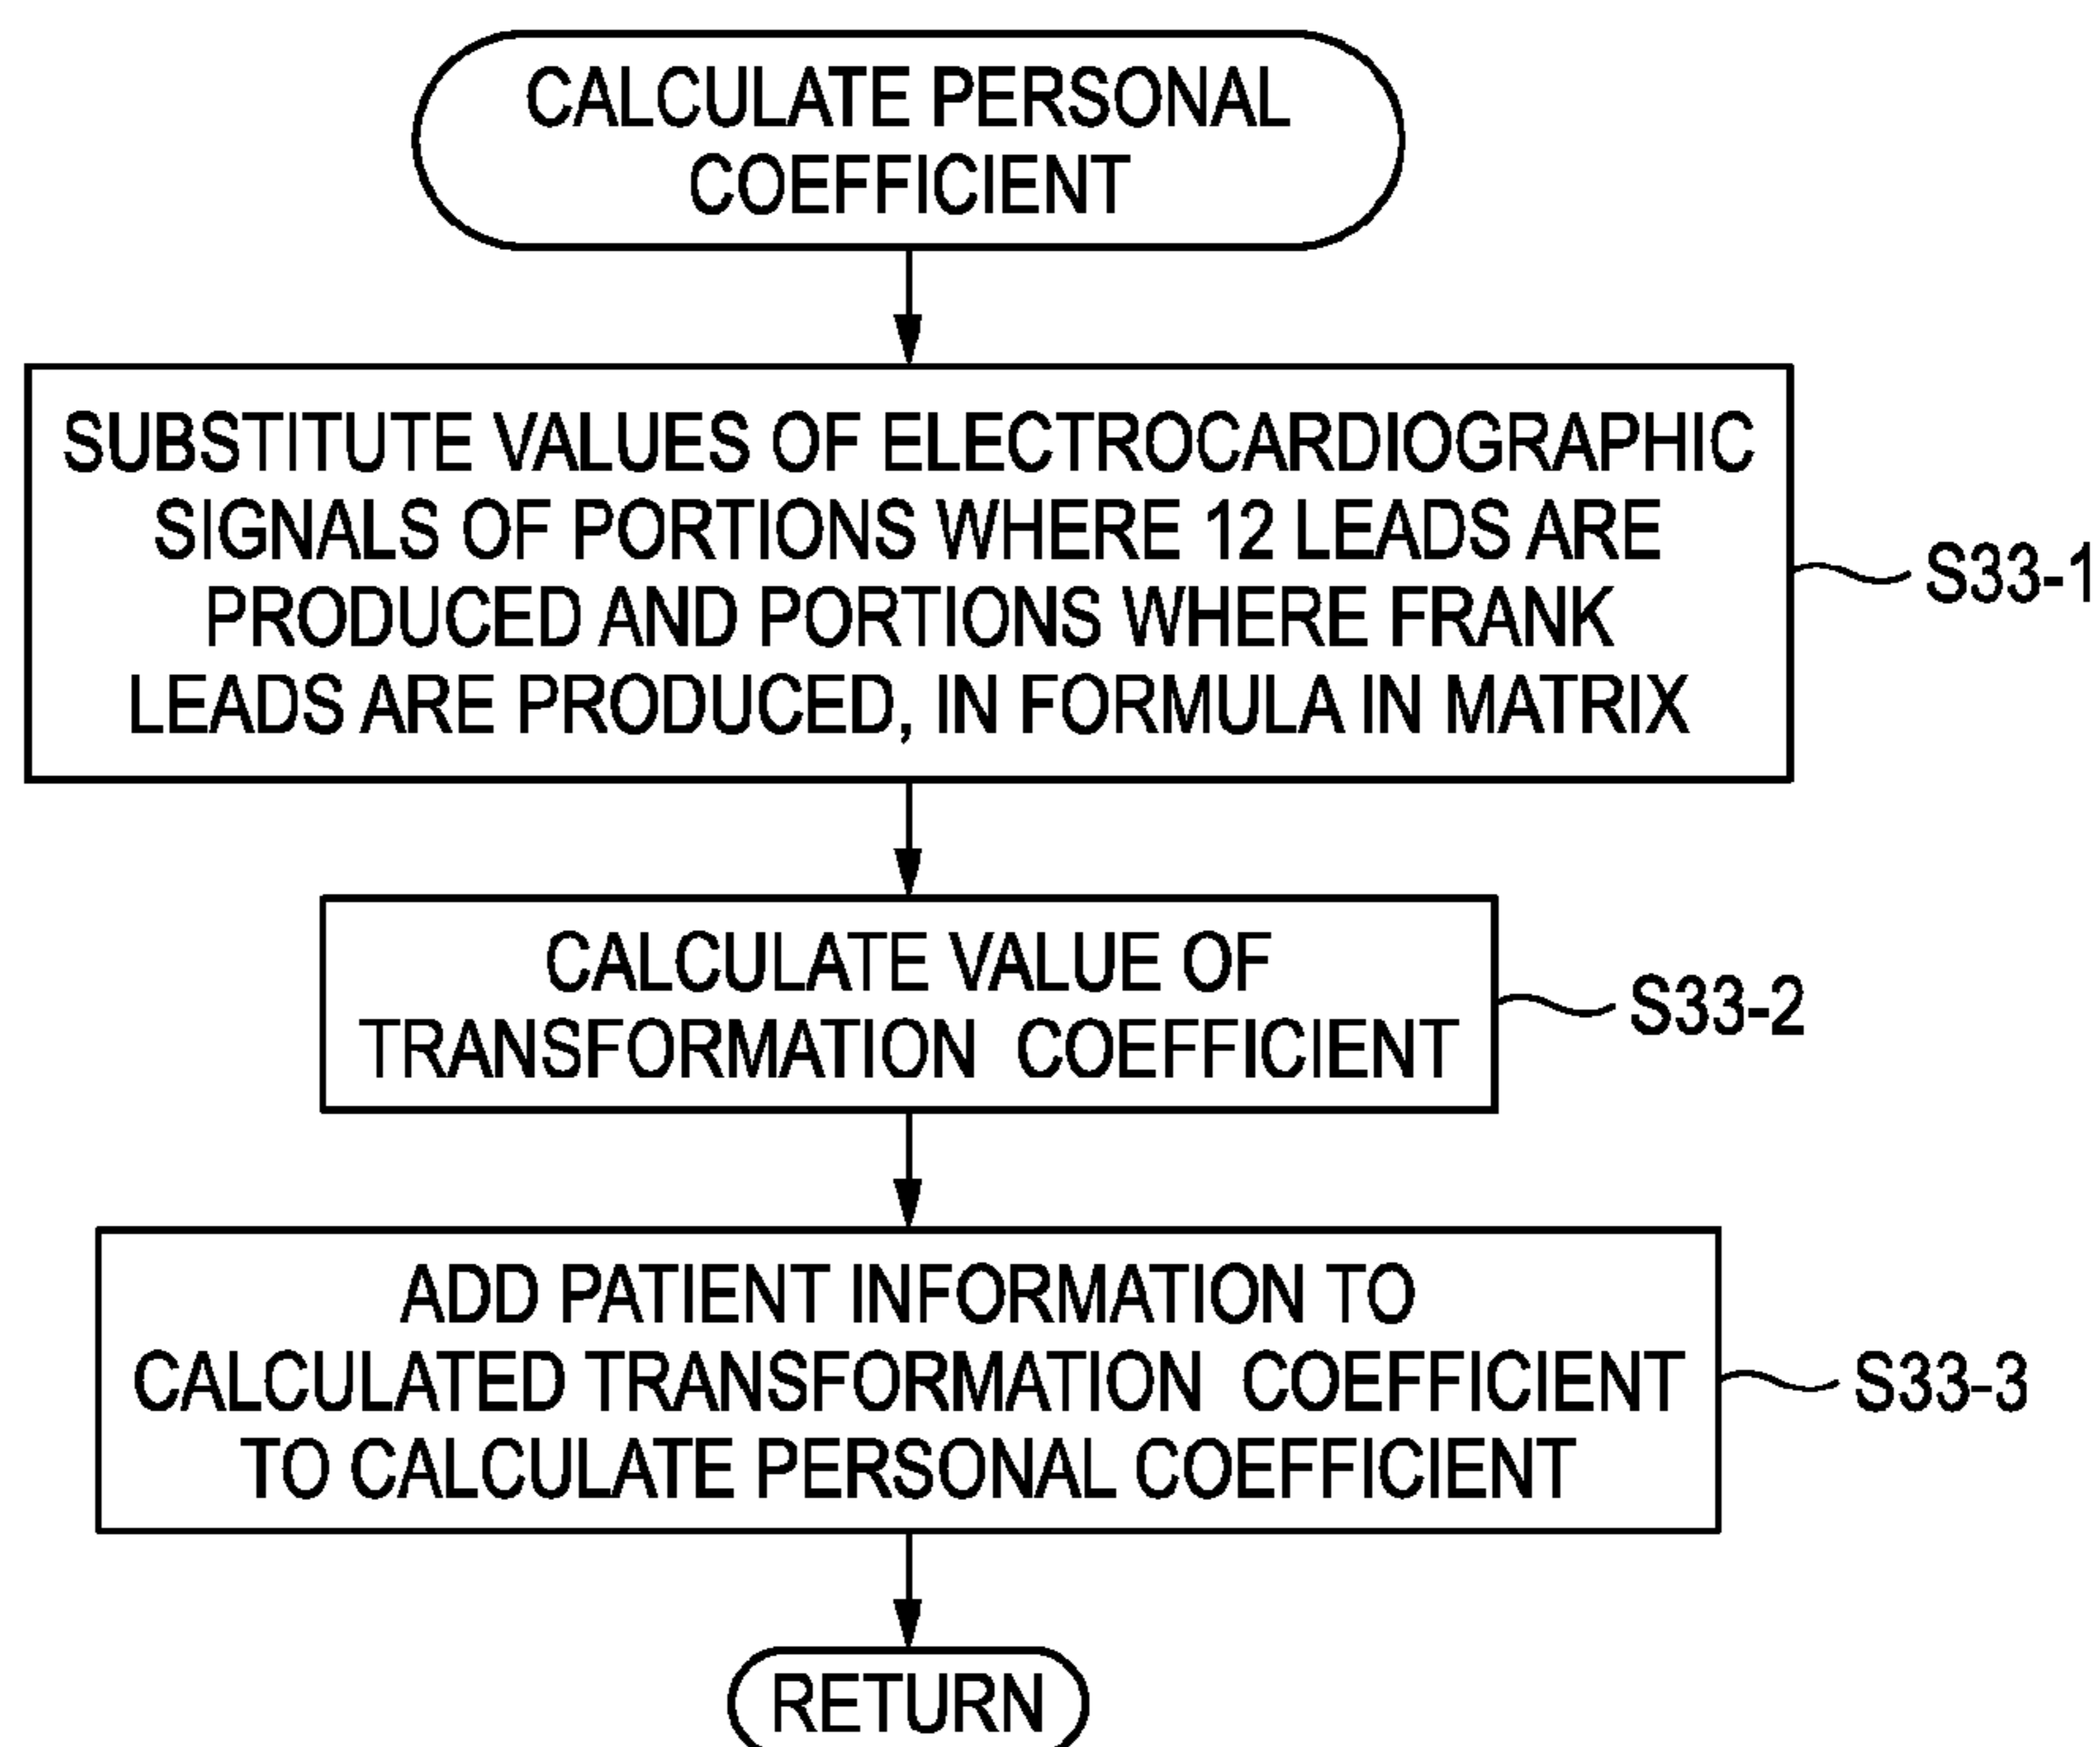 CALCULATE PERSONAL
COEFFICIENT
SUBSTITUTE VALUES OF ELECTROCARDIOGRAPHIC
SIGNALS OF PORTIONS WHERE 12 LEADS ARE
PRODUCED AND PORTIONS WHERE FRANK
LEADS ARE PRODUCED, IN FORMULA IN MATRIX
S33-1
CALCULATE VALUE OF
TRANSFORMATION COEFFICIENT
S33-2
ADD PATIENT INFORMATION TO
CALCULATED TRANSFORMATION COEFFICIENT
TO CALCULATE PERSONAL COEFFICIENT
S33-3
RETURN